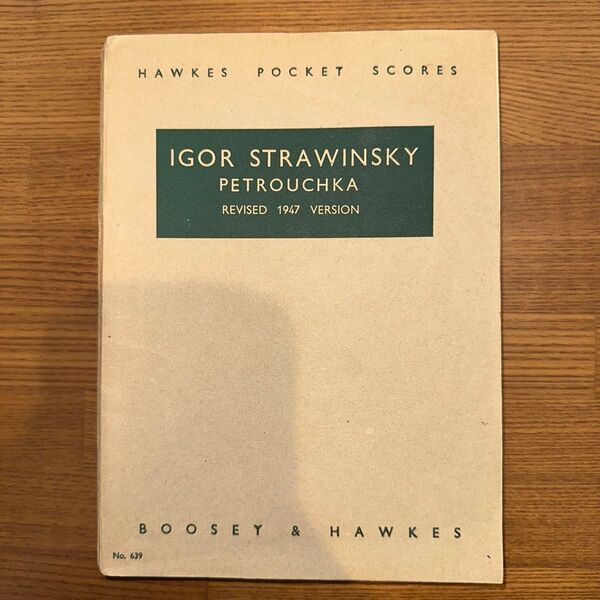 HAWKES POCKET SCORES
IGOR STRAWINSKY
PETROUCHKA
REVISED 1947 VERSION
BOOSEY & HAWKES
No. 639